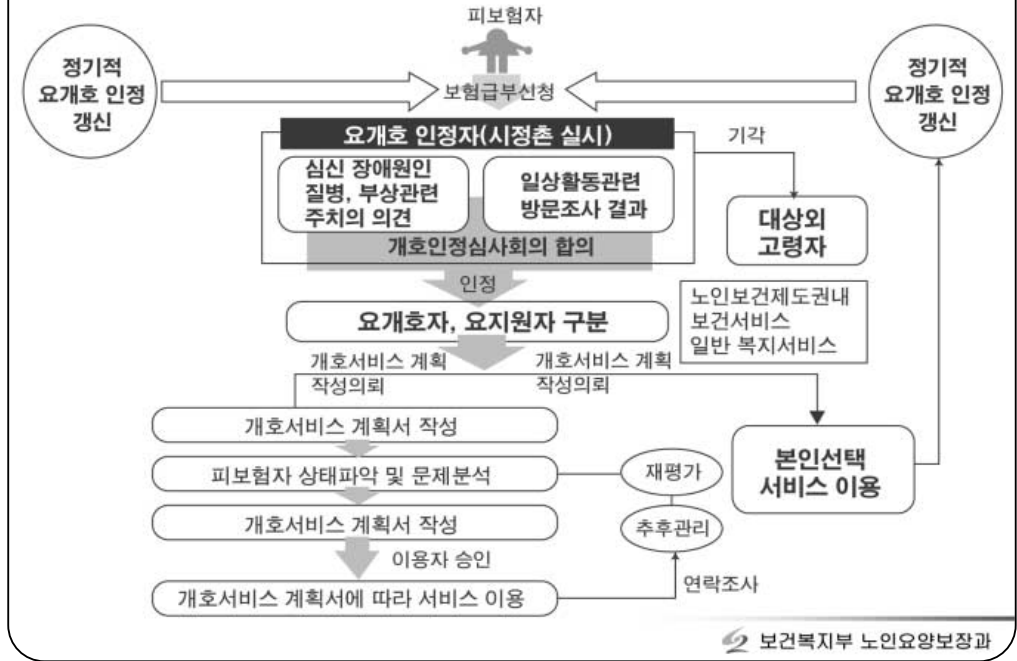 피보험자
정기적
요개호 인정
갱신
보험급부신청
정기적
요개호 인정
갱신
요개호 인정자(시정촌 실시)
기각
심신 장애원인
질병, 부상관련
주치의 의견
일상활동관련
방문조사 결과
대상외
고령자
개호인정심사회의 합의
인정
노인보건제도권내
보건서비스
일반 복지서비스
요개호자, 요지원자 구분
개호서비스 계획
작성의뢰
개호서비스 계획
작성의뢰
개호서비스 계획서 작성
피보험자 상태파악 및 문제분석
재평가
본인선택
서비스 이용
개호서비스 계획서 작성
추후관리
이용자 승인
연락조사
개호서비스 계획서에 따라 서비스 이용
보건복지부 노인요양보장과